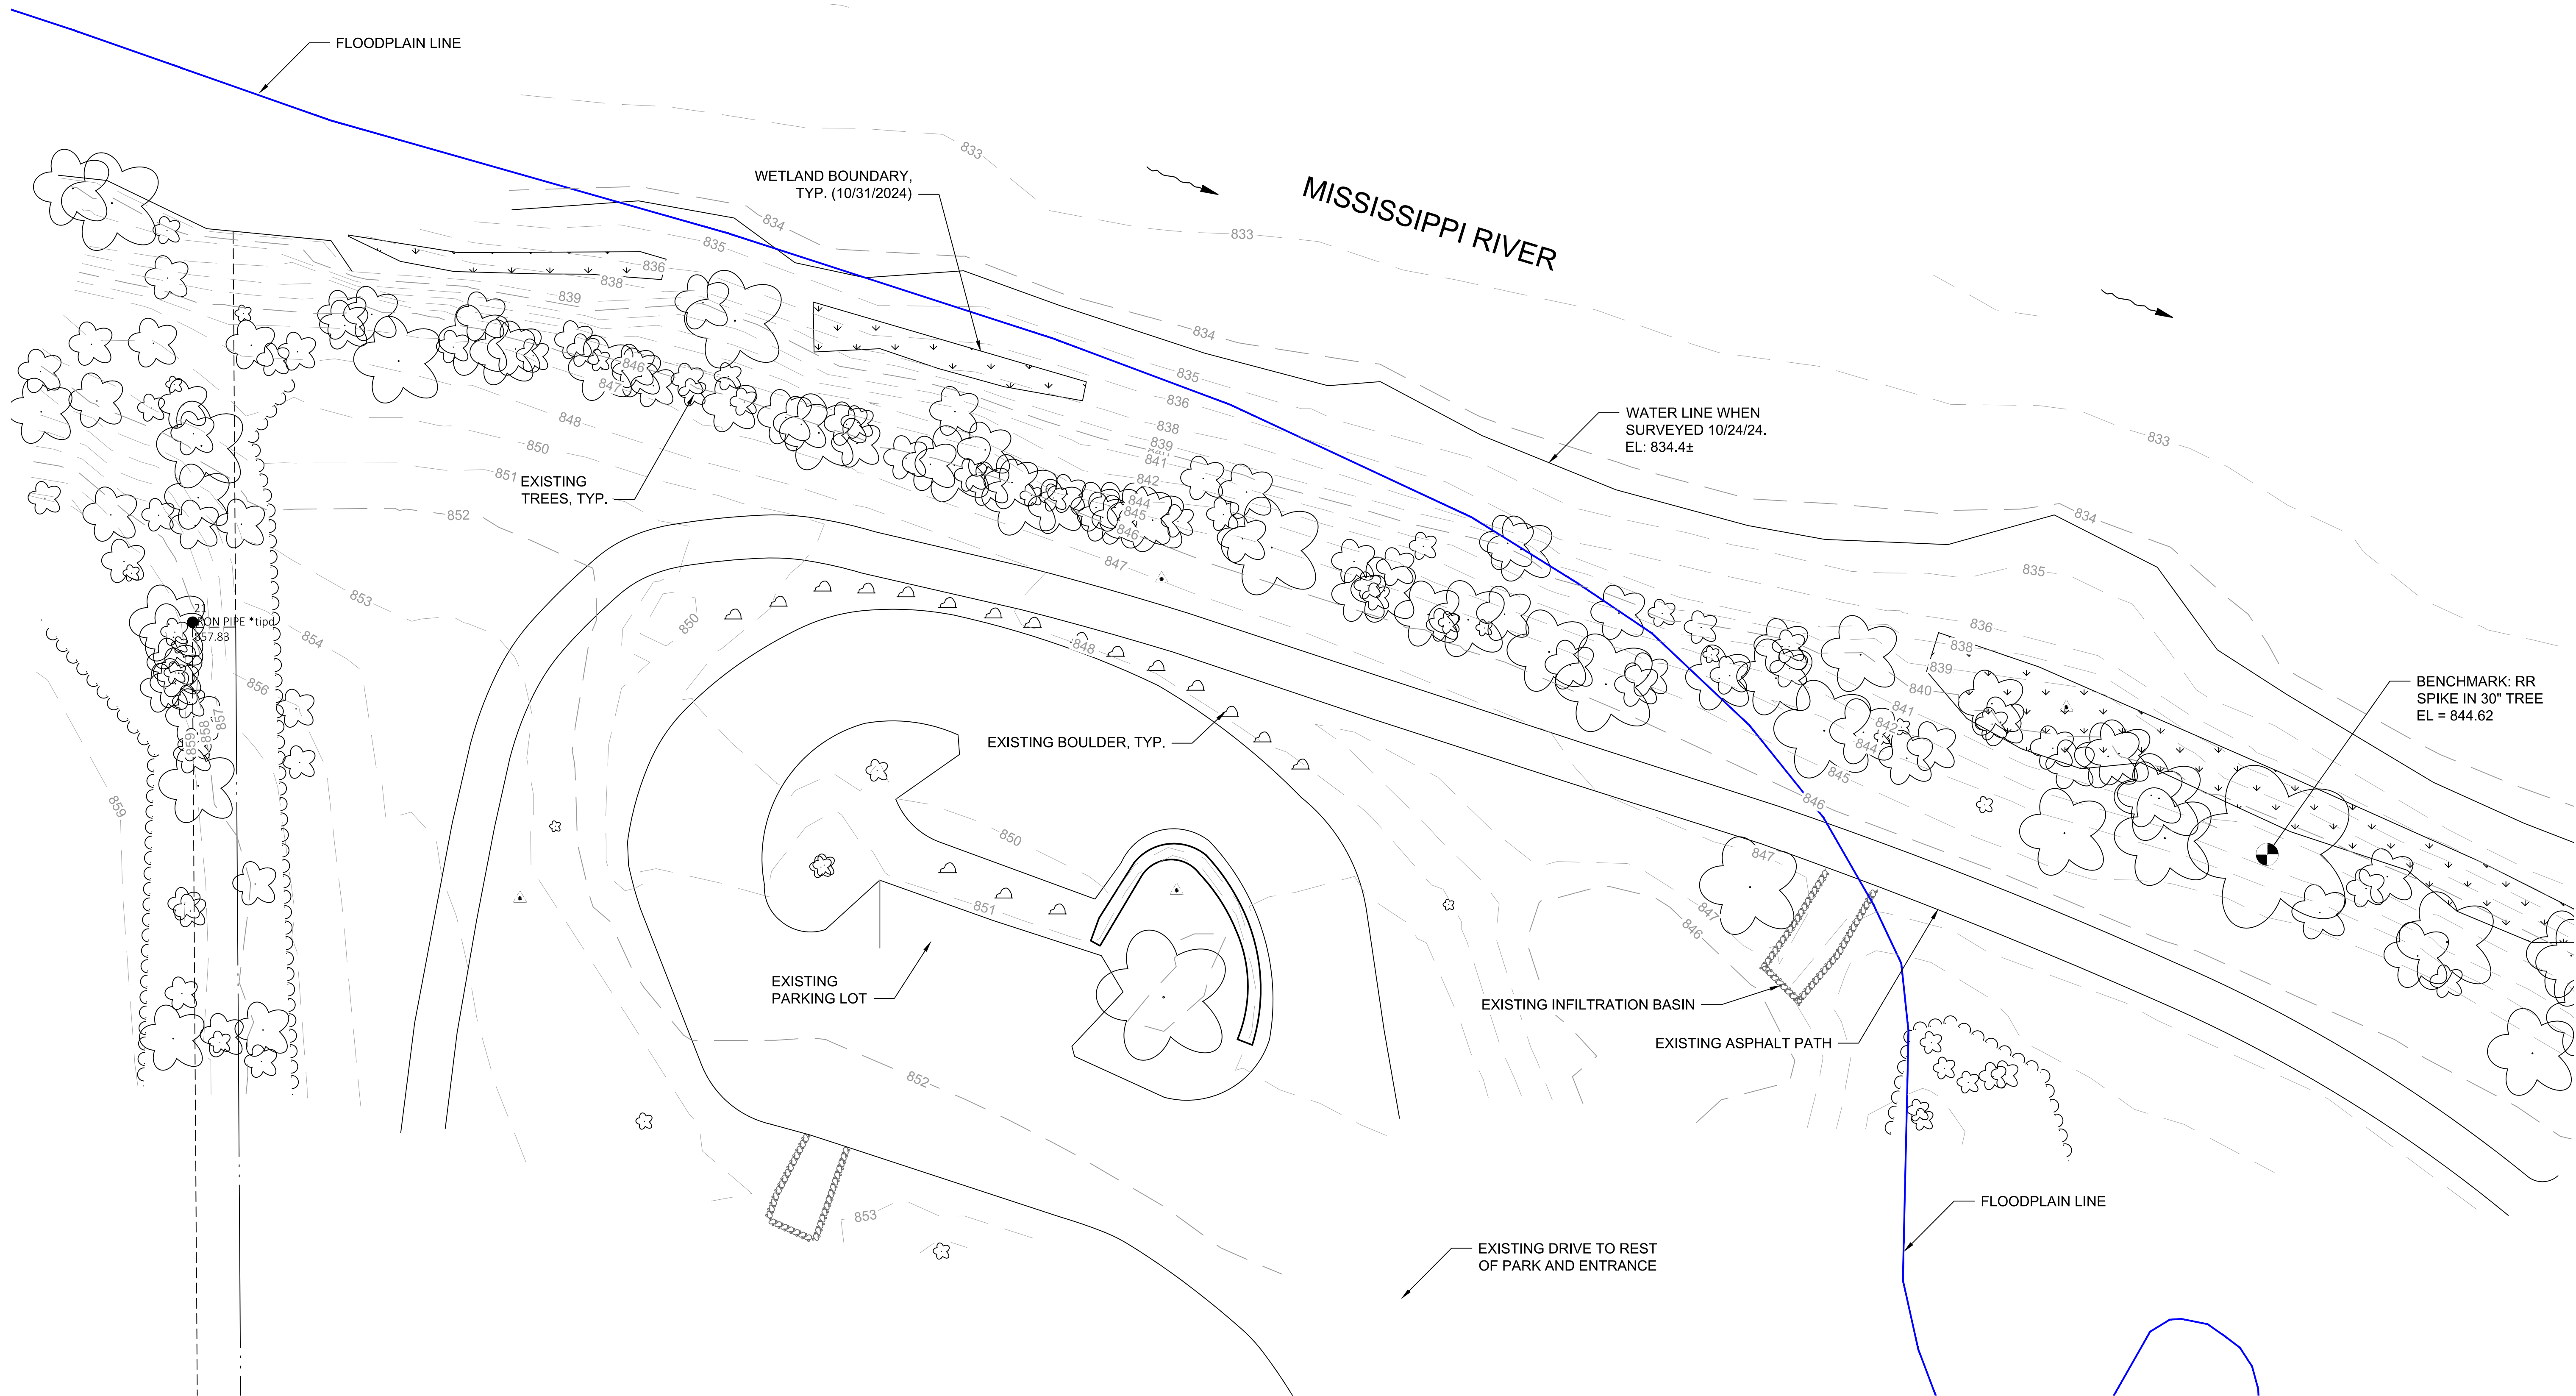 FLOODPLAIN LINE
833
WETLAND BOUNDARY,
TYP. (10/31/2024)
MISSISSIPPI RIVER
834
833
835
836
838
839
834
835
836
838
839
841
842
844
845
846
847
846
847
848
850
851
852
EXISTING
TREES, TYP.
WATER LINE WHEN
SURVEYED 10/24/24.
EL: 834.4±
833
834
835
836
838
839
840
841
842
844
845
846
847
BENCHMARK: RR
SPIKE IN 30" TREE
EL = 844.62
853
854
856
857
858
859
859
21
IRON PIPE *tipd
857.83
850
848
EXISTING BOULDER, TYP.
850
851
EXISTING
PARKING LOT
847
846
EXISTING INFILTRATION BASIN
EXISTING ASPHALT PATH
852
853
FLOODPLAIN LINE
EXISTING DRIVE TO REST
OF PARK AND ENTRANCE